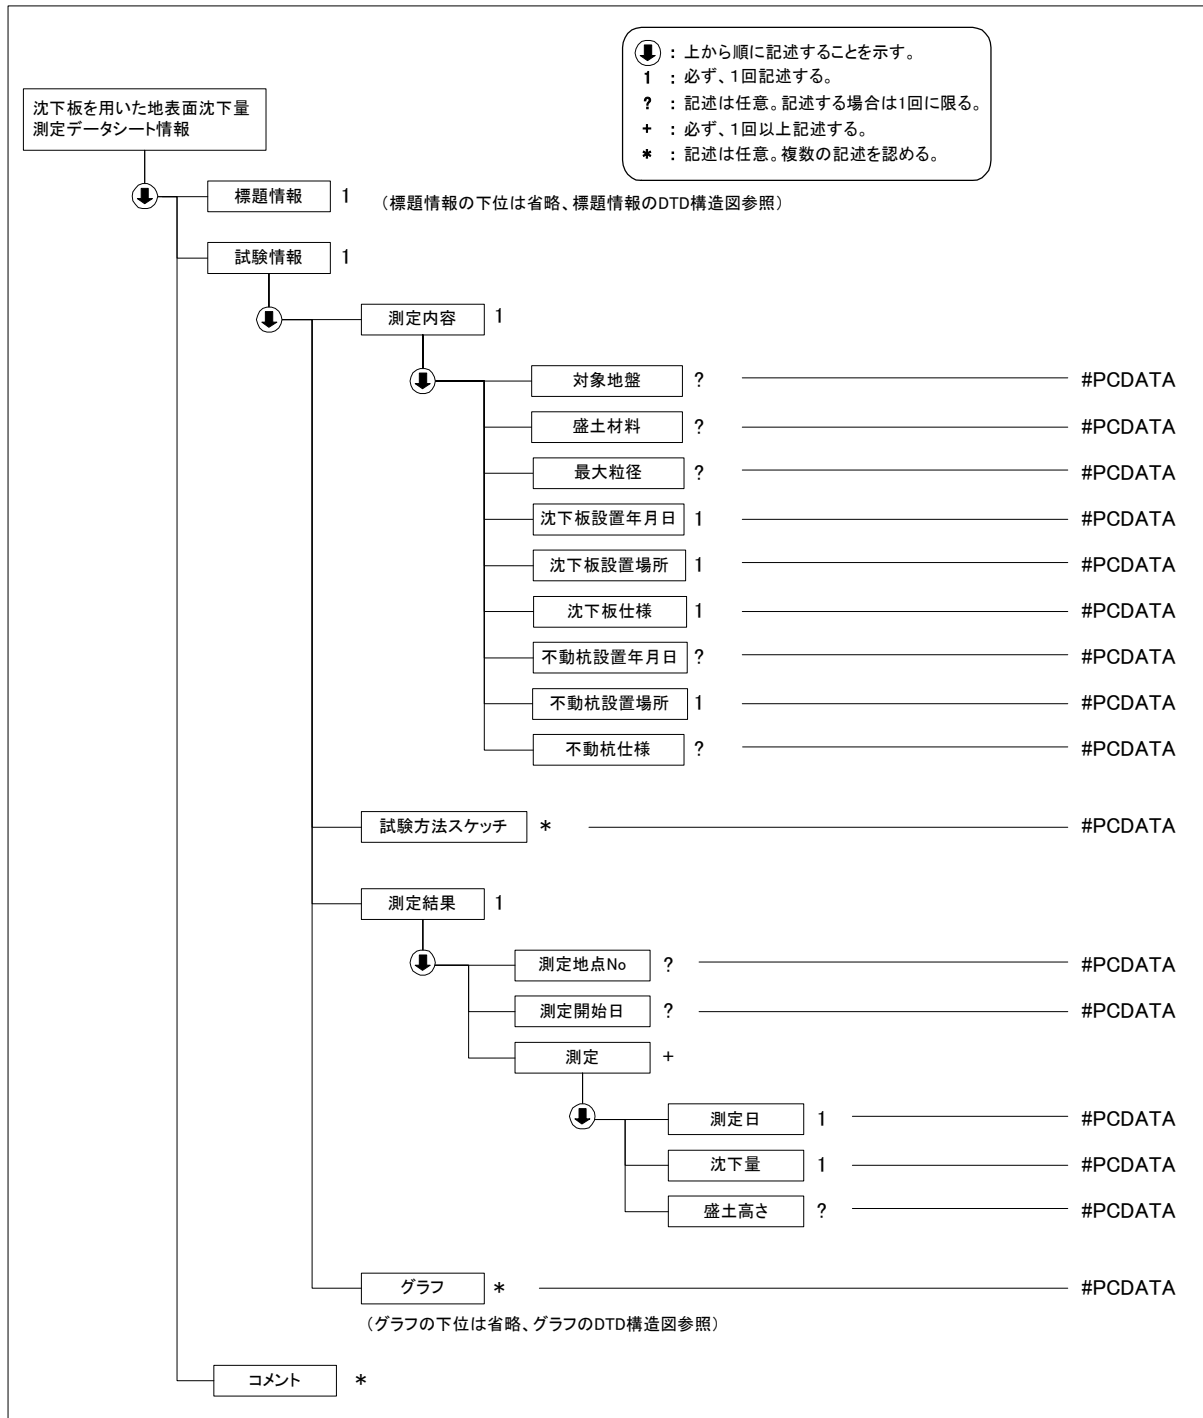 ：上から順に記述することを示す。
1 ：必ず、1回記述する。
? ：記述は任意。記述する場合は1回に限る。
+ ：必ず、1回以上記述する。
* ：記述は任意。複数の記述を認める。
沈下板を用いた地表面沈下量
測定データシート情報
標題情報 1 （標題情報の下位は省略、標題情報のDTD構造図参照）
試験情報 1
測定内容 1
対象地盤 ? #PCDATA
盛土材料 ? #PCDATA
最大粒径 ? #PCDATA
沈下板設置年月日 1 #PCDATA
沈下板設置場所 1 #PCDATA
沈下板仕様 1 #PCDATA
不動杭設置年月日 ? #PCDATA
不動杭設置場所 1 #PCDATA
不動杭仕様 ? #PCDATA
試験方法スケッチ * #PCDATA
測定結果 1
測定地点No ? #PCDATA
測定開始日 ? #PCDATA
測定 +
測定日 1 #PCDATA
沈下量 1 #PCDATA
盛土高さ ? #PCDATA
グラフ * #PCDATA
（グラフの下位は省略、グラフのDTD構造図参照）
コメント *